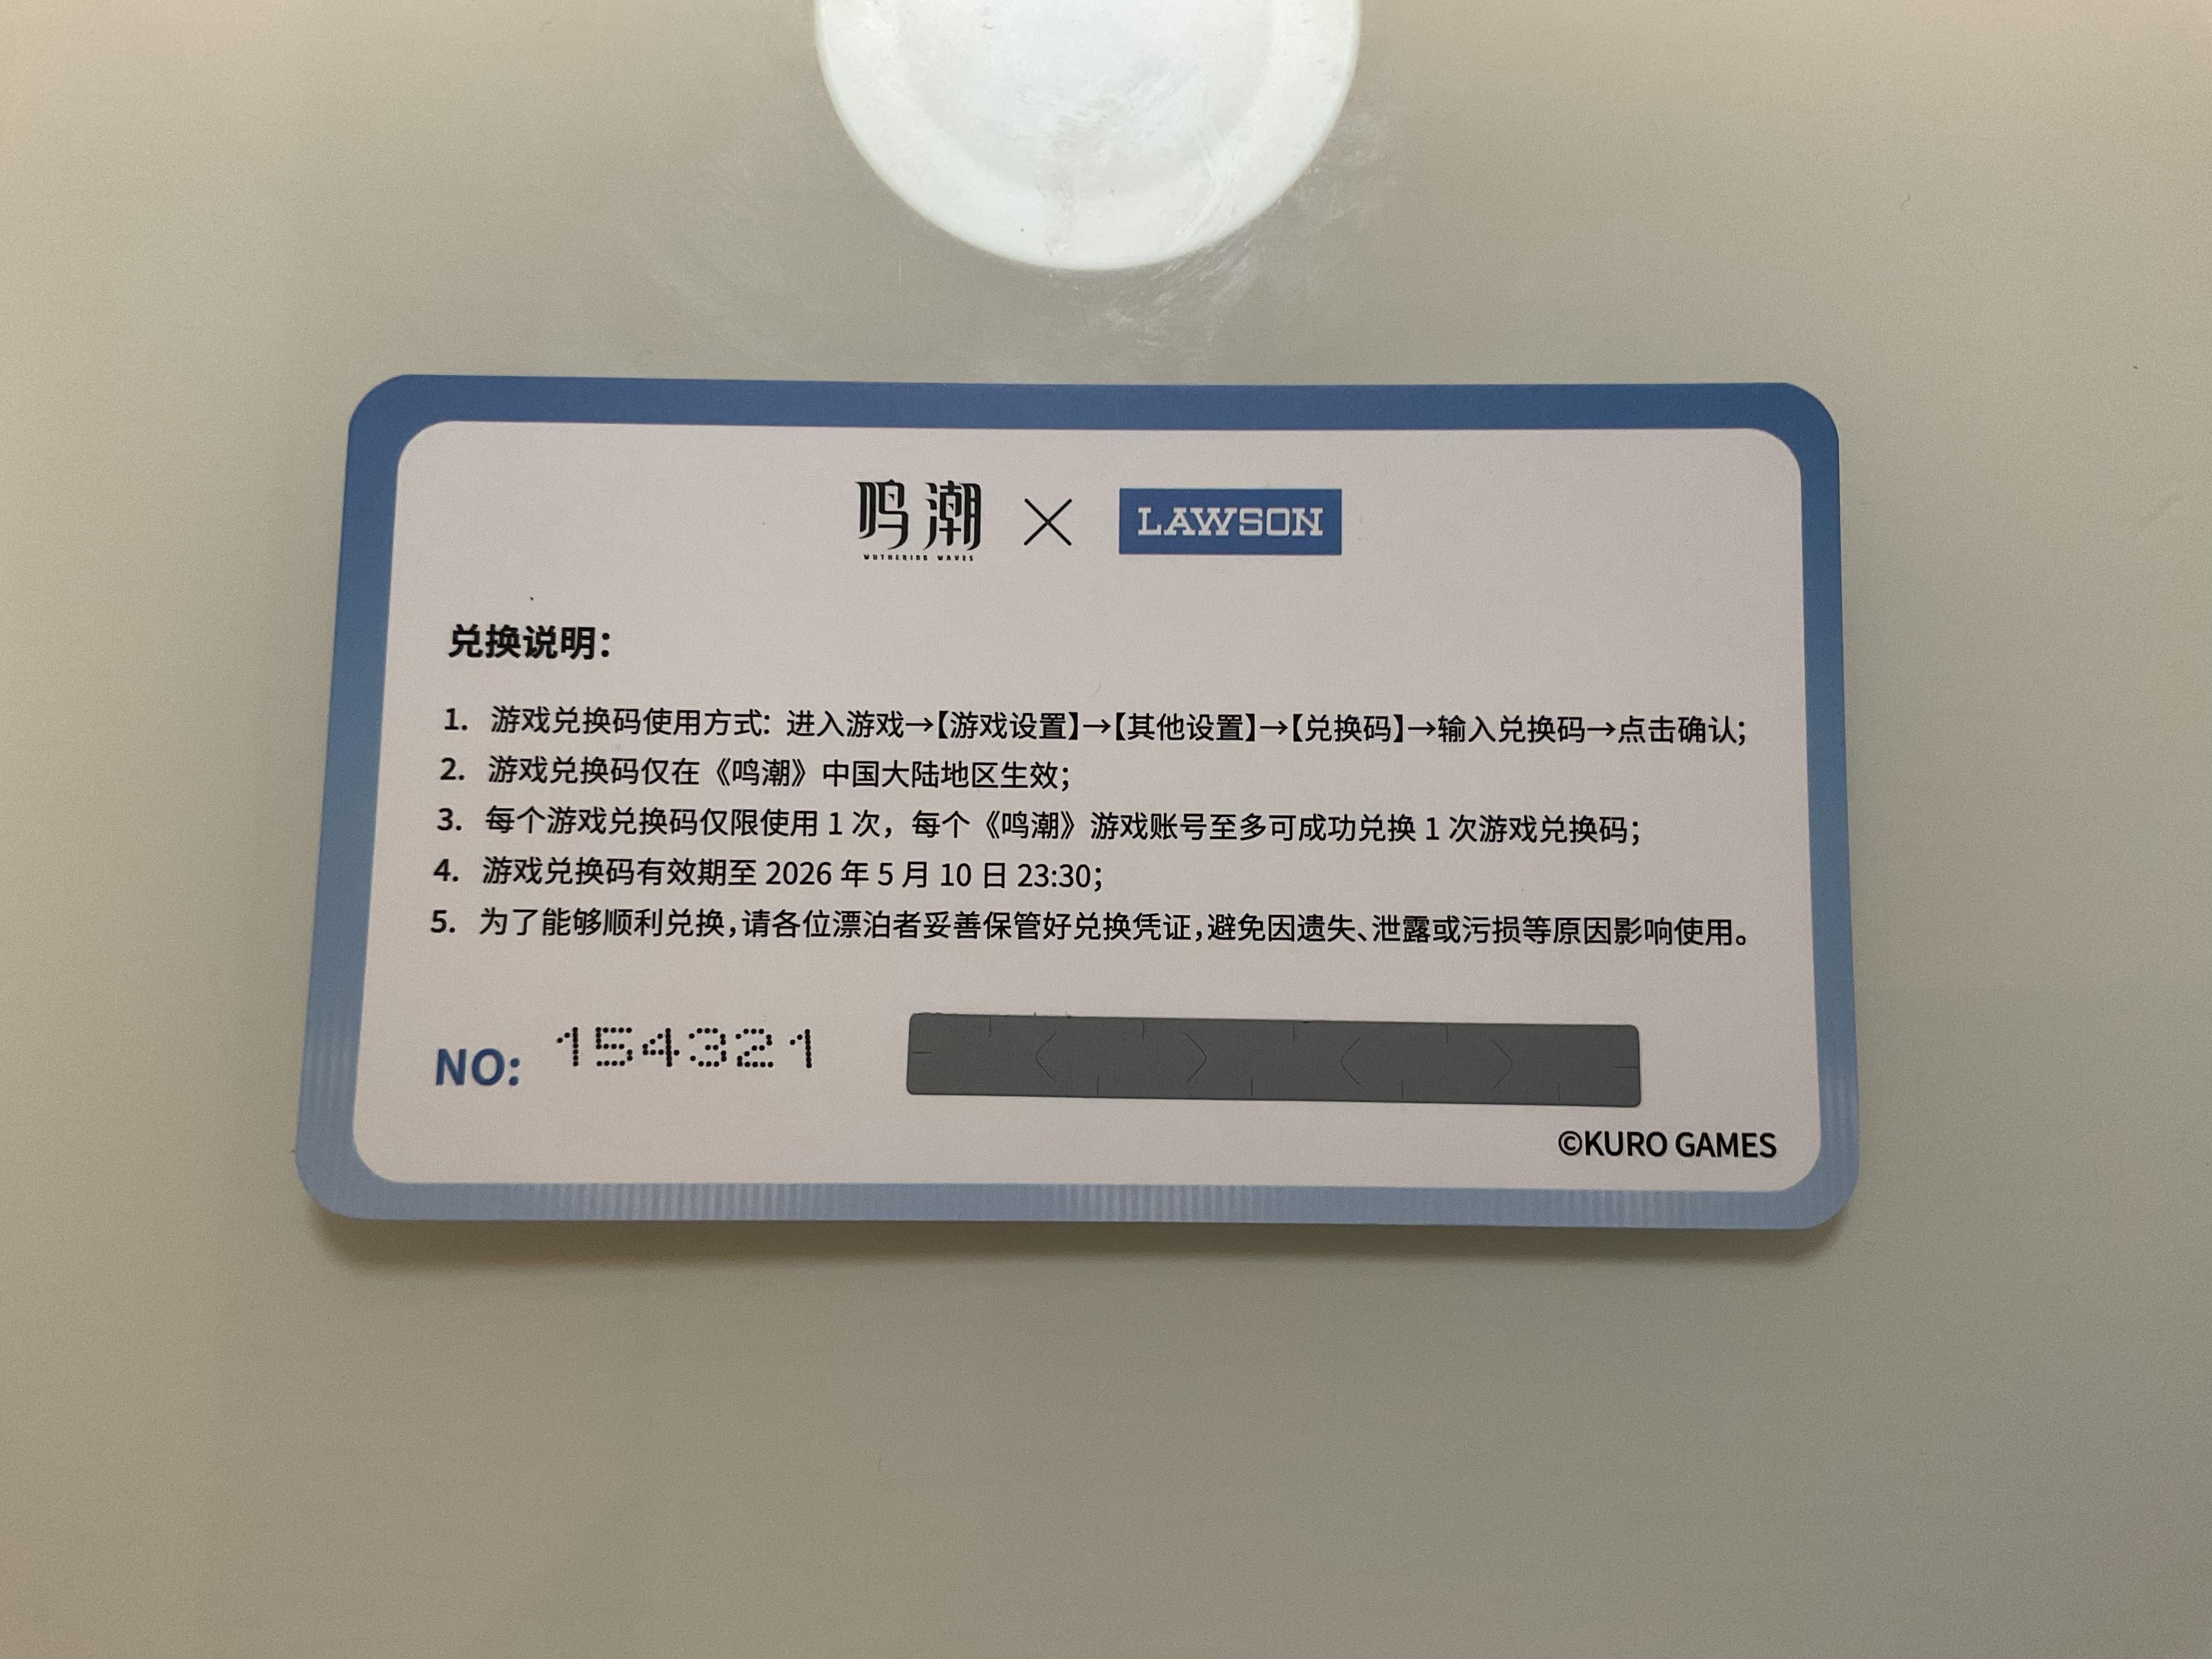 鸣潮 × LAWSON
WUTHERING WAVES
兑换说明：
1. 游戏兑换码使用方式：进入游戏→【游戏设置】→【其他设置】→【兑换码】→输入兑换码→点击确认；
2. 游戏兑换码仅在《鸣潮》中国大陆地区生效；
3. 每个游戏兑换码仅限使用 1 次，每个《鸣潮》游戏账号至多可成功兑换 1 次游戏兑换码；
4. 游戏兑换码有效期至 2026 年 5 月 10 日 23:30；
5. 为了能够顺利兑换，请各位漂泊者妥善保管好兑换凭证，避免因遗失、泄露或污损等原因影响使用。
NO: 154321
©KURO GAMES